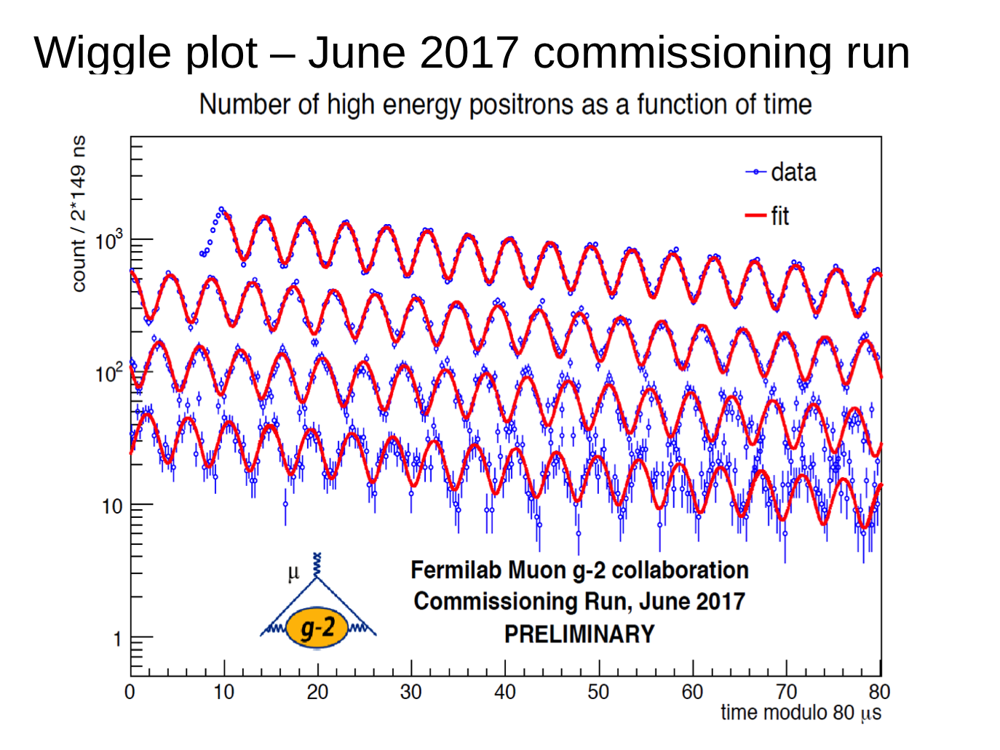 Wiggle plot – June 2017 commissioning run
Number of high energy positrons as a function of time
count / 2*149 ns
data
fit
10³
10²
10
1
μ
g-2
Fermilab Muon g-2 collaboration
Commissioning Run, June 2017
PRELIMINARY
0 10 20 30 40 50 60 70 80
time modulo 80 μs